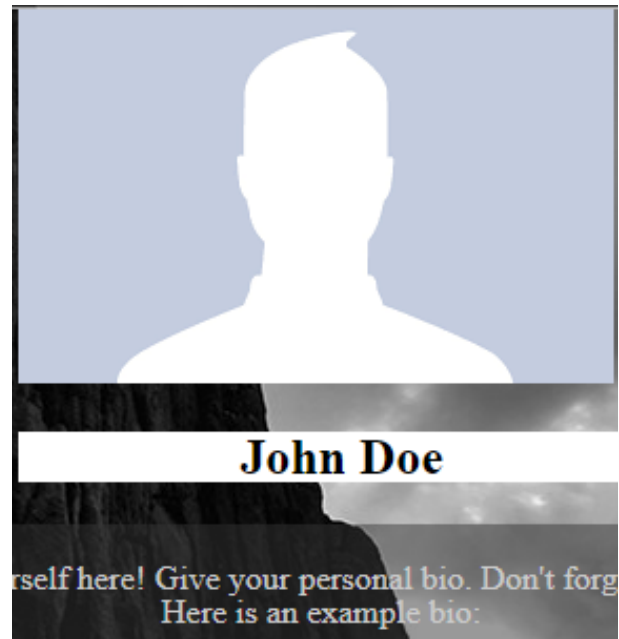 John Doe
rself here! Give your personal bio. Don't forg
Here is an example bio: